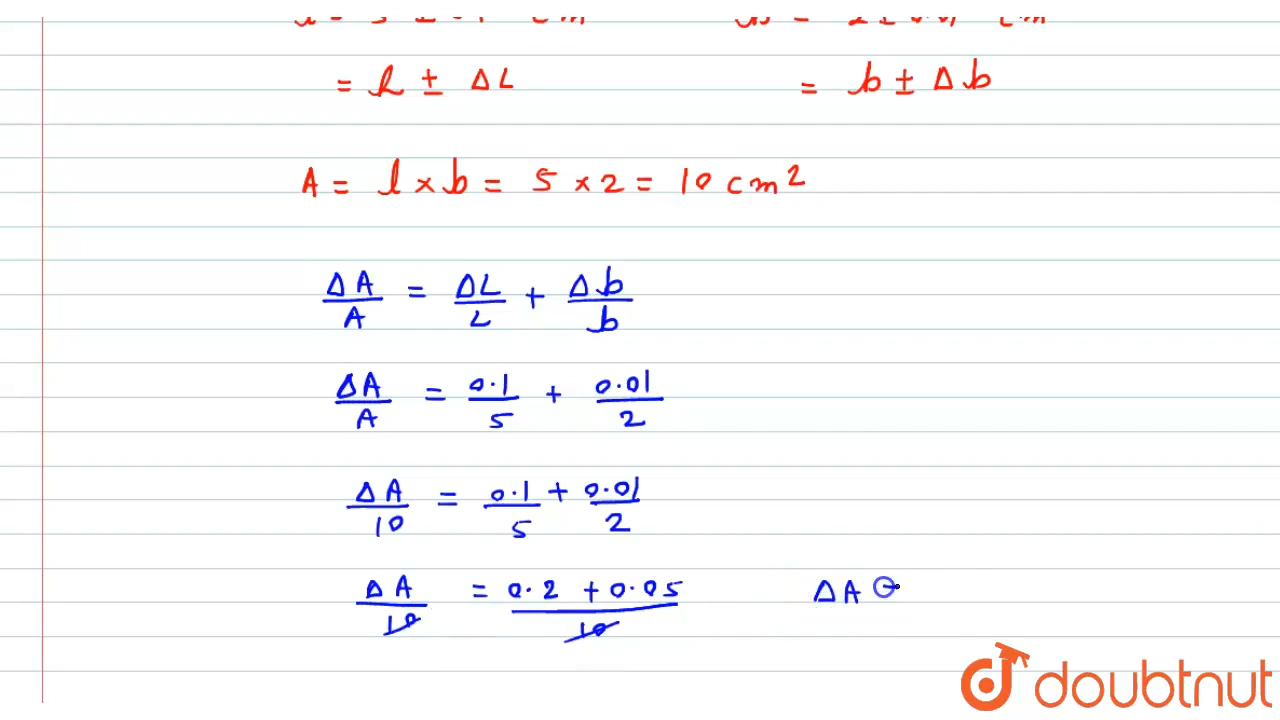 = l ± ΔL = b ± Δb
A = l × b = 5 × 2 = 10 cm²
ΔA/A = ΔL/L + Δb/b
ΔA/A = 0.1/5 + 0.01/2
ΔA/10 = 0.1/5 + 0.01/2
ΔA/10 = 0.2 + 0.05/10 ΔA
doubtnut